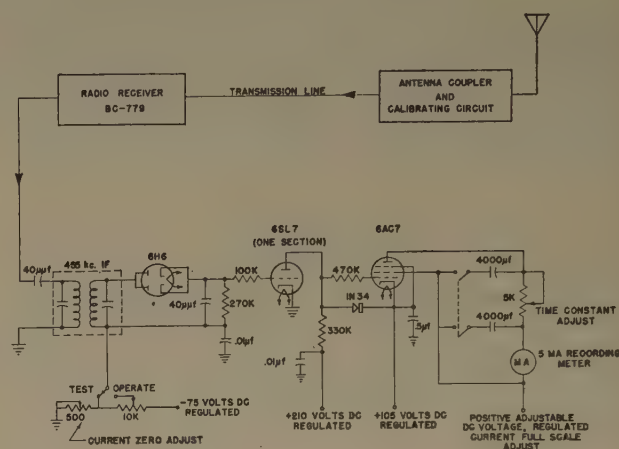 RADIO RECEIVER
BC-779
TRANSMISSION LINE
ANTENNA COUPLER
AND
CALIBRATING CIRCUIT
40μμf
455 kc. IF
6H6
40μμf
270K
.01μf
100K
6SL7
(ONE SECTION)
470K
6AC7
1N34
330K
.01μf
.5μf
4000μf
4000μf
5K
TIME CONSTANT
ADJUST
MA
5 MA RECORDING
METER
TEST
OPERATE
500
10K
-75 VOLTS DC
REGULATED
CURRENT ZERO ADJUST
+210 VOLTS DC
REGULATED
+105 VOLTS DC
REGULATED
POSITIVE ADJUSTABLE
DC VOLTAGE, REGULATED
CURRENT FULL SCALE
ADJUST